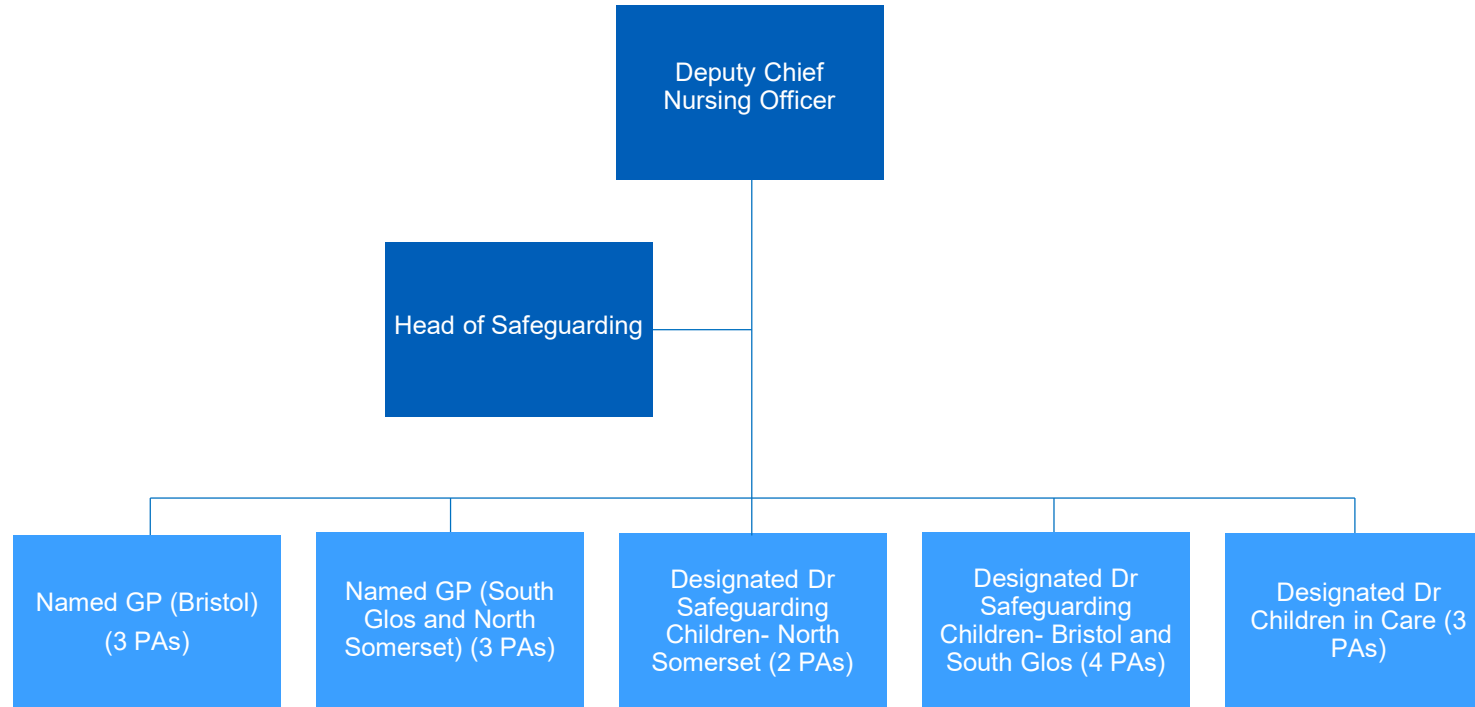 Deputy Chief
Nursing Officer
Head of Safeguarding
Named GP (Bristol)
(3 PAs)
Named GP (South
Glos and North
Somerset) (3 PAs)
Designated Dr
Safeguarding
Children- North
Somerset (2 PAs)
Designated Dr
Safeguarding
Children- Bristol and
South Glos (4 PAs)
Designated Dr
Children in Care (3
PAs)